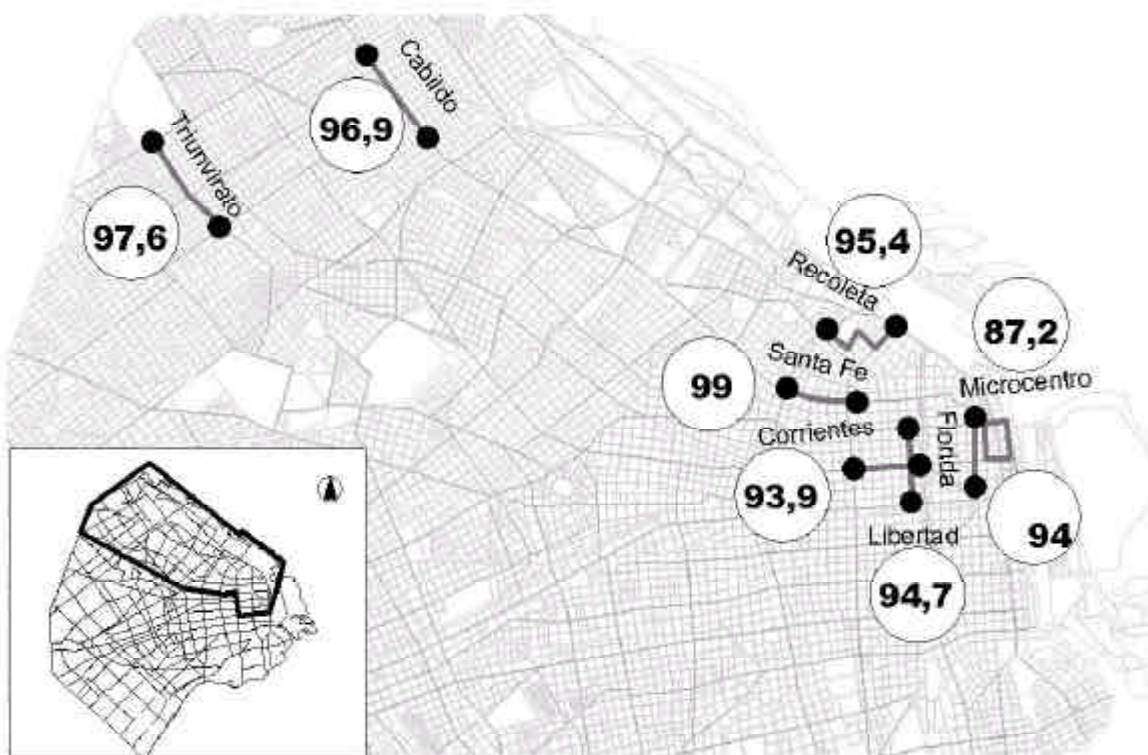 Cabildo
96,9
Triunvirato
97,6
95,4
Recoleta
87,2
Santa Fe
99
Microcentro
Corrientes
Florida
93,9
94
Libertad
94,7